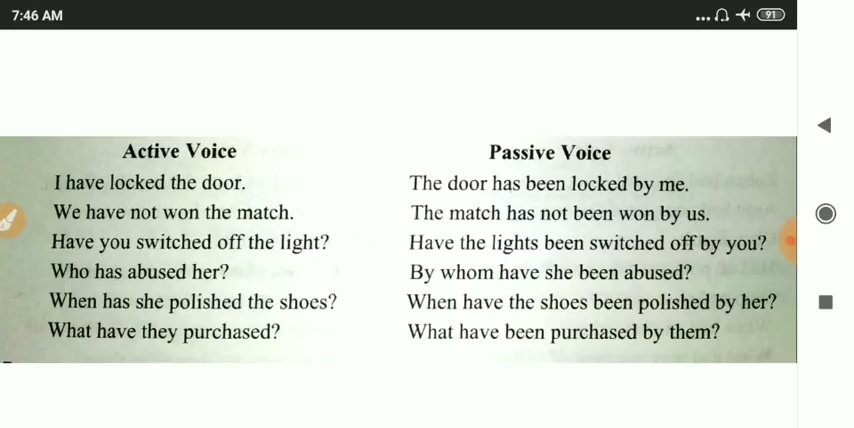 7:46 AM
91
Active Voice Passive Voice
I have locked the door. The door has been locked by me.
We have not won the match. The match has not been won by us.
Have you switched off the light? Have the lights been switched off by you?
Who has abused her? By whom have she been abused?
When has she polished the shoes? When have the shoes been polished by her?
What have they purchased? What have been purchased by them?